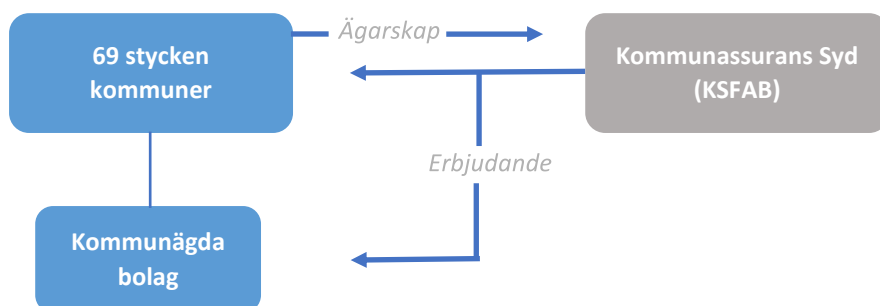 69 stycken
kommuner
Ägarskap
Kommunassurans Syd
(KSFAB)
Erbjudande
Kommunägda
bolag